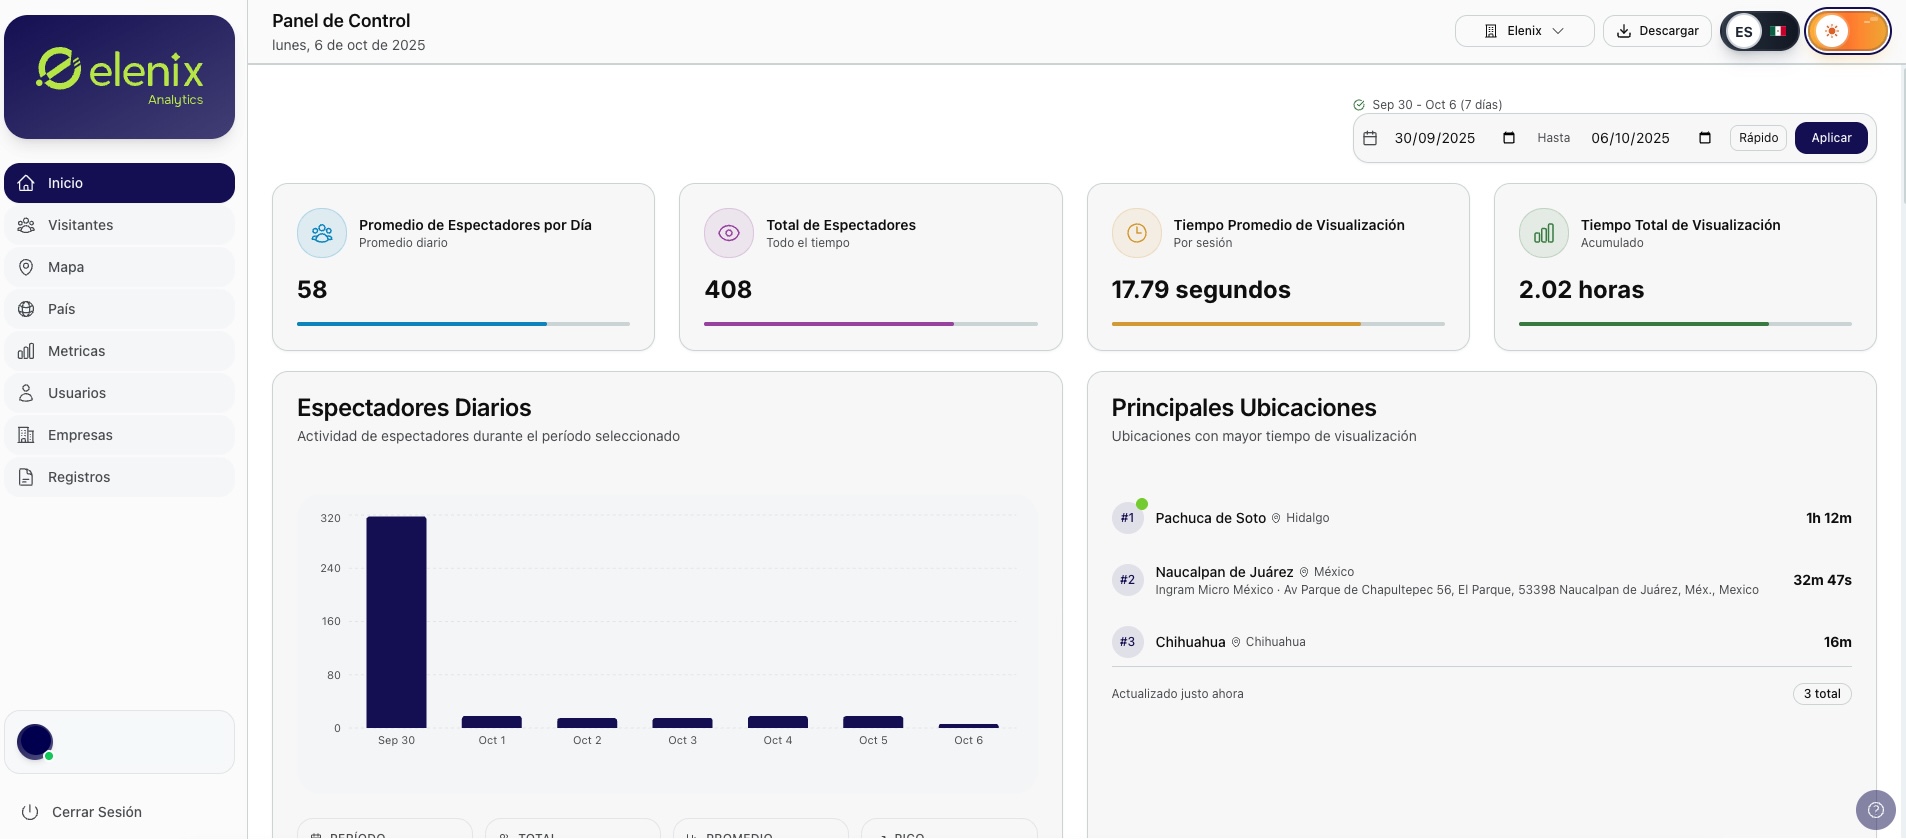 elenix
Analytics
Inicio
Visitantes
Mapa
País
Metricas
Usuarios
Empresas
Registros
Cerrar Sesión
Panel de Control
lunes, 6 de oct de 2025
Elenix
Descargar
ES
Sep 30 - Oct 6 (7 días)
30/09/2025 Hasta 06/10/2025 Rápido Aplicar
Promedio de Espectadores por Día
Promedio diario
58
Total de Espectadores
Todo el tiempo
408
Tiempo Promedio de Visualización
Por sesión
17.79 segundos
Tiempo Total de Visualización
Acumulado
2.02 horas
Espectadores Diarios
Actividad de espectadores durante el período seleccionado
320
240
160
80
0
Sep 30 Oct 1 Oct 2 Oct 3 Oct 4 Oct 5 Oct 6
PERÍODO TOTAL PROMEDIO PICO
Principales Ubicaciones
Ubicaciones con mayor tiempo de visualización
#1 Pachuca de Soto Hidalgo 1h 12m
#2 Naucalpan de Juárez México 32m 47s
Ingram Micro México · Av Parque de Chapultepec 56, El Parque, 53398 Naucalpan de Juárez, Méx., Mexico
#3 Chihuahua Chihuahua 16m
Actualizado justo ahora 3 total